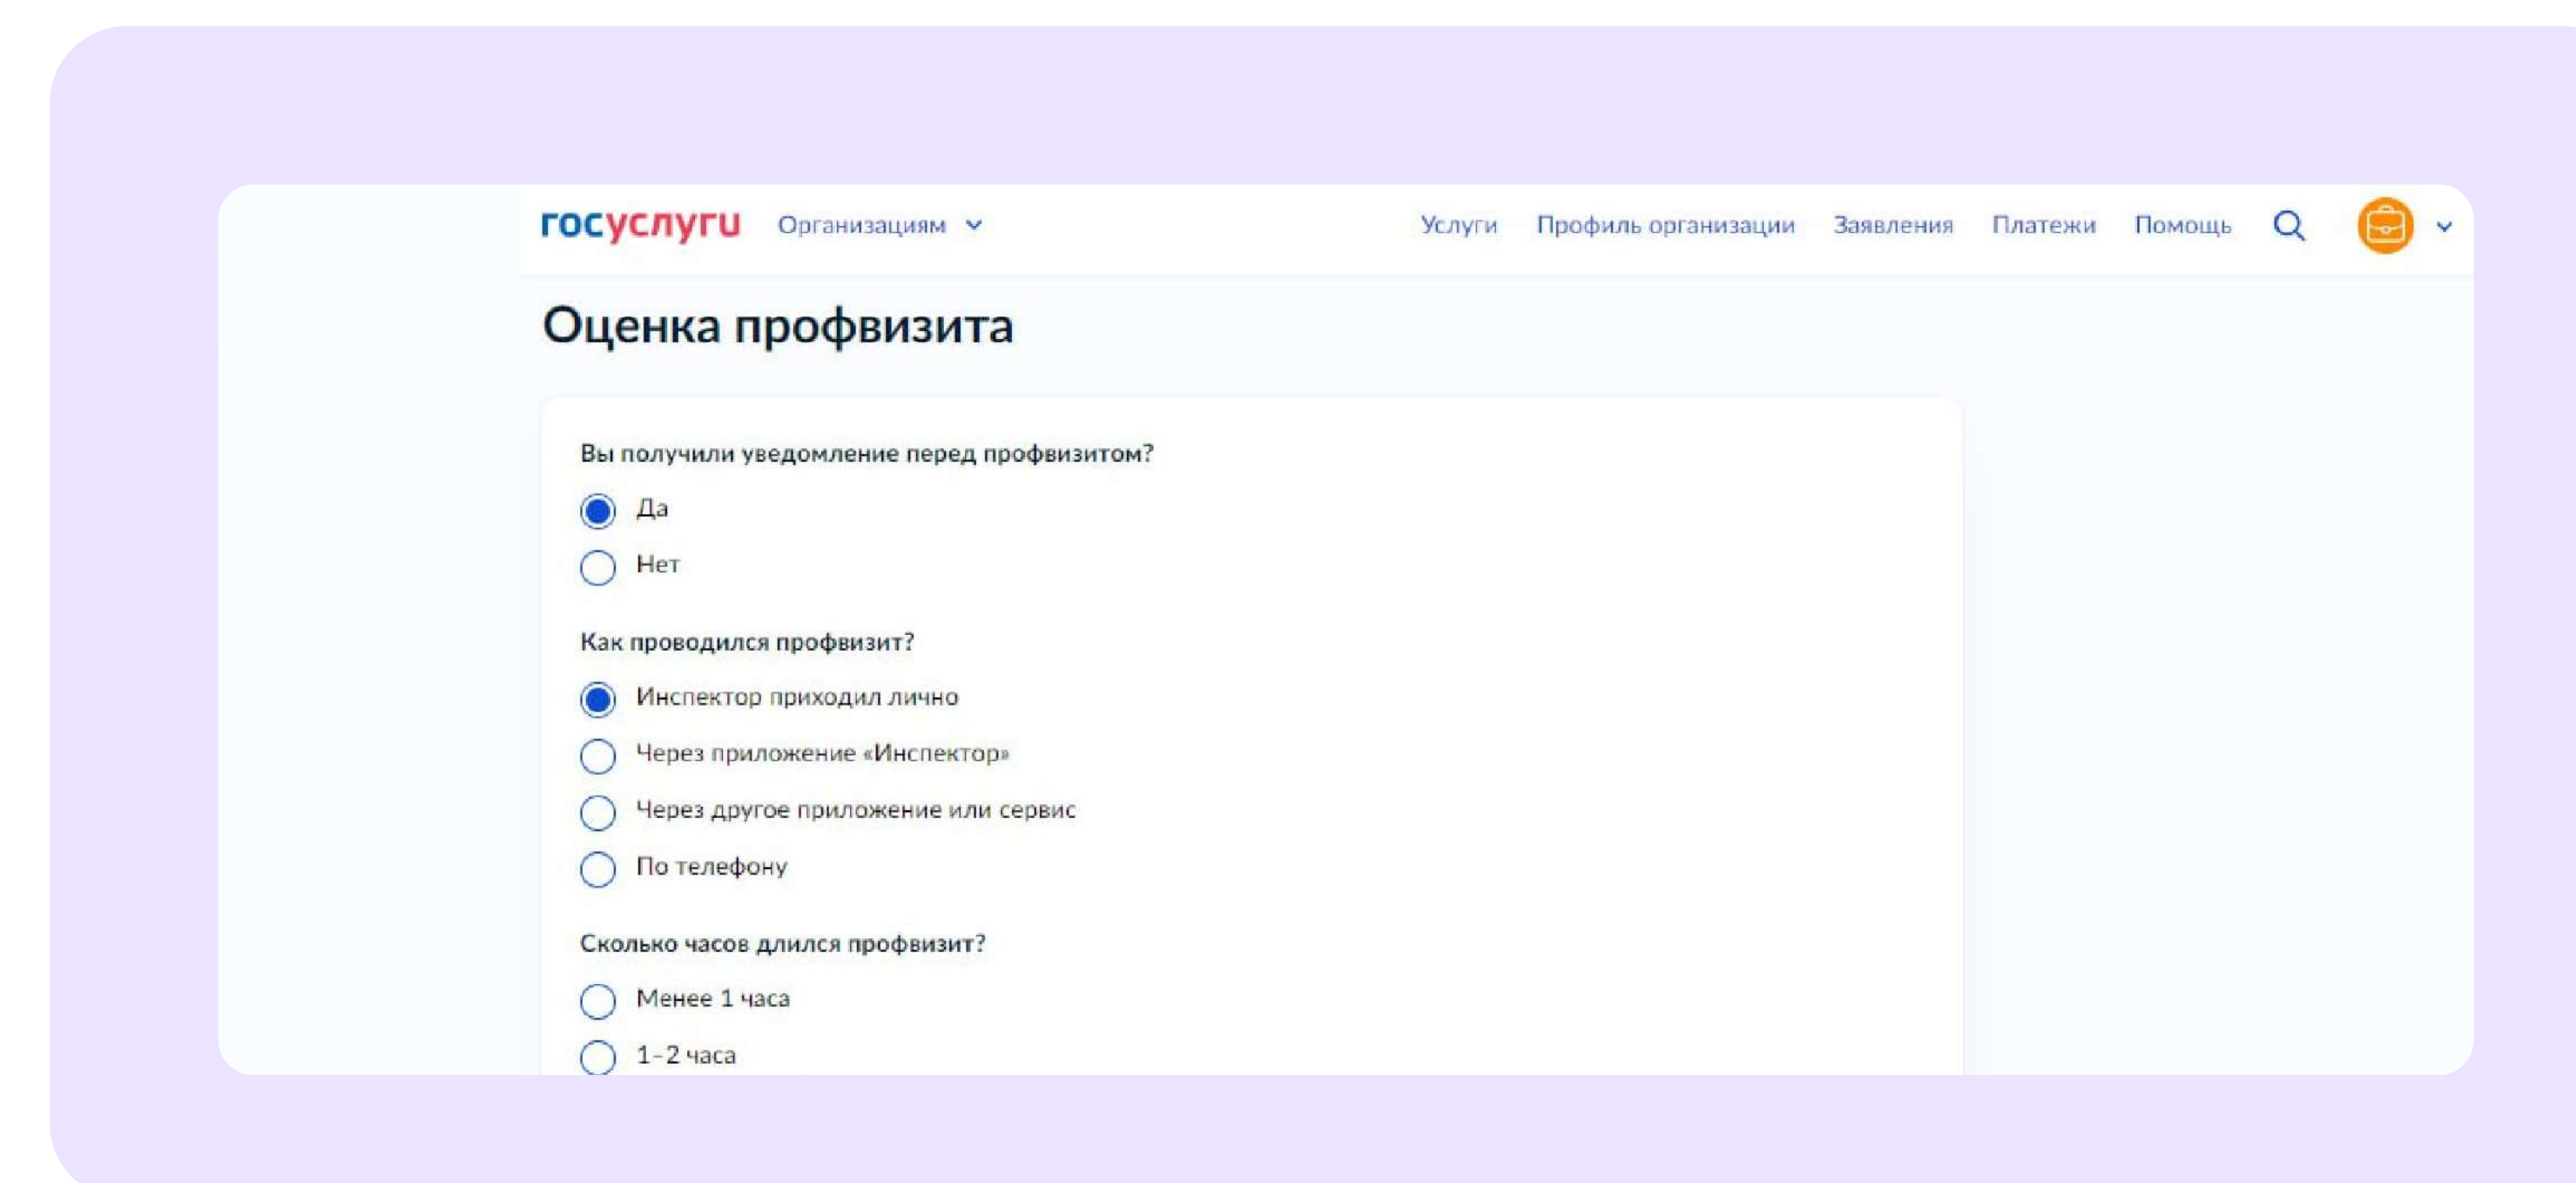 госуслуги Организациям Услуги Профиль организации Заявления Платежи Помощь
Оценка профвизита
Вы получили уведомление перед профвизитом?
Да
Нет
Как проводился профвизит?
Инспектор приходил лично
Через приложение «Инспектор»
Через другое приложение или сервис
По телефону
Сколько часов длился профвизит?
Менее 1 часа
1–2 часа